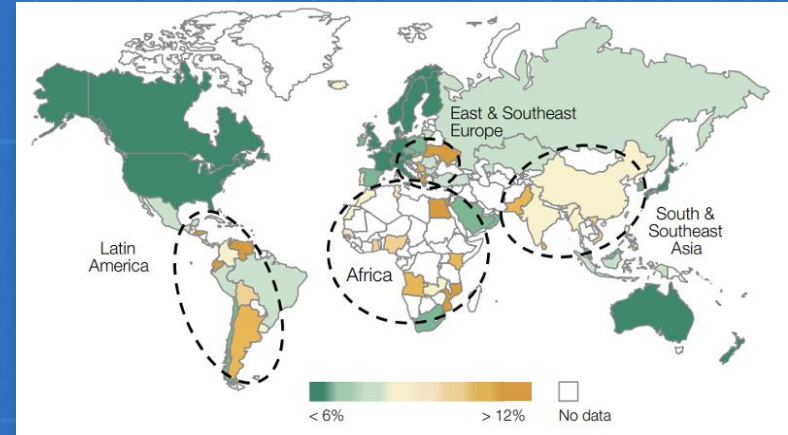 East & Southeast
Europe
Latin
America
Africa
South &
Southeast
Asia
< 6%
> 12%
No data